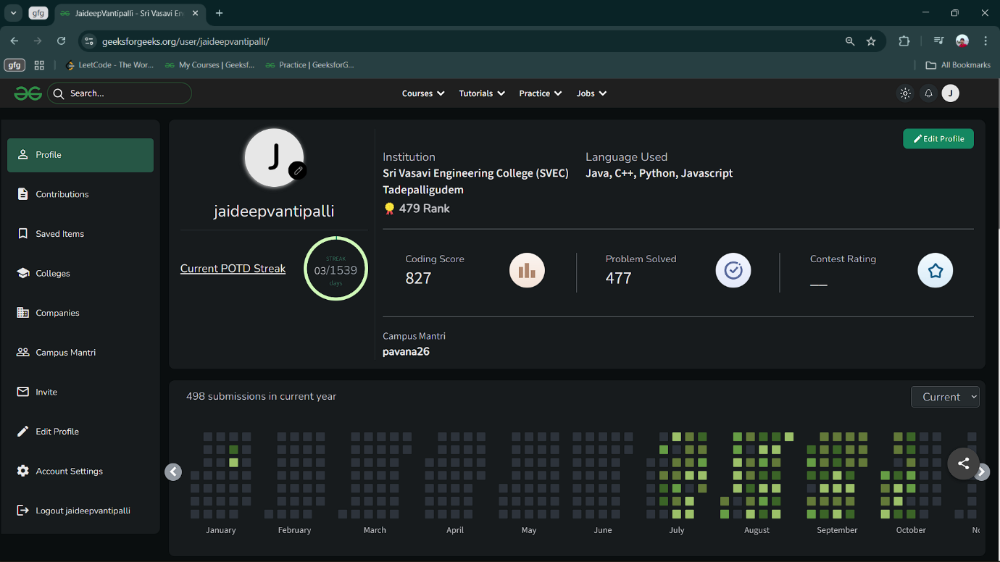 gfg
JaideepVantipalli - Sri Vasavi En
geeksforgeeks.org/user/jaideepvantipalli/
gfg
LeetCode - The Wor...
My Courses | Geeksf...
Practice | GeeksforG...
All Bookmarks
Search...
Courses
Tutorials
Practice
Jobs
J
Profile
Contributions
Saved Items
Colleges
Companies
Campus Mantri
Invite
Edit Profile
Account Settings
Logout jaideepvantipalli
J
jaideepvantipalli
Current POTD Streak
STREAK
03/1539
days
Edit Profile
Institution
Sri Vasavi Engineering College (SVEC)
Tadepalligudem
479 Rank
Language Used
Java, C++, Python, Javascript
Coding Score
827
Problem Solved
477
Contest Rating
__
Campus Mantri
pavana26
498 submissions in current year
Current
January
February
March
April
May
June
July
August
September
October